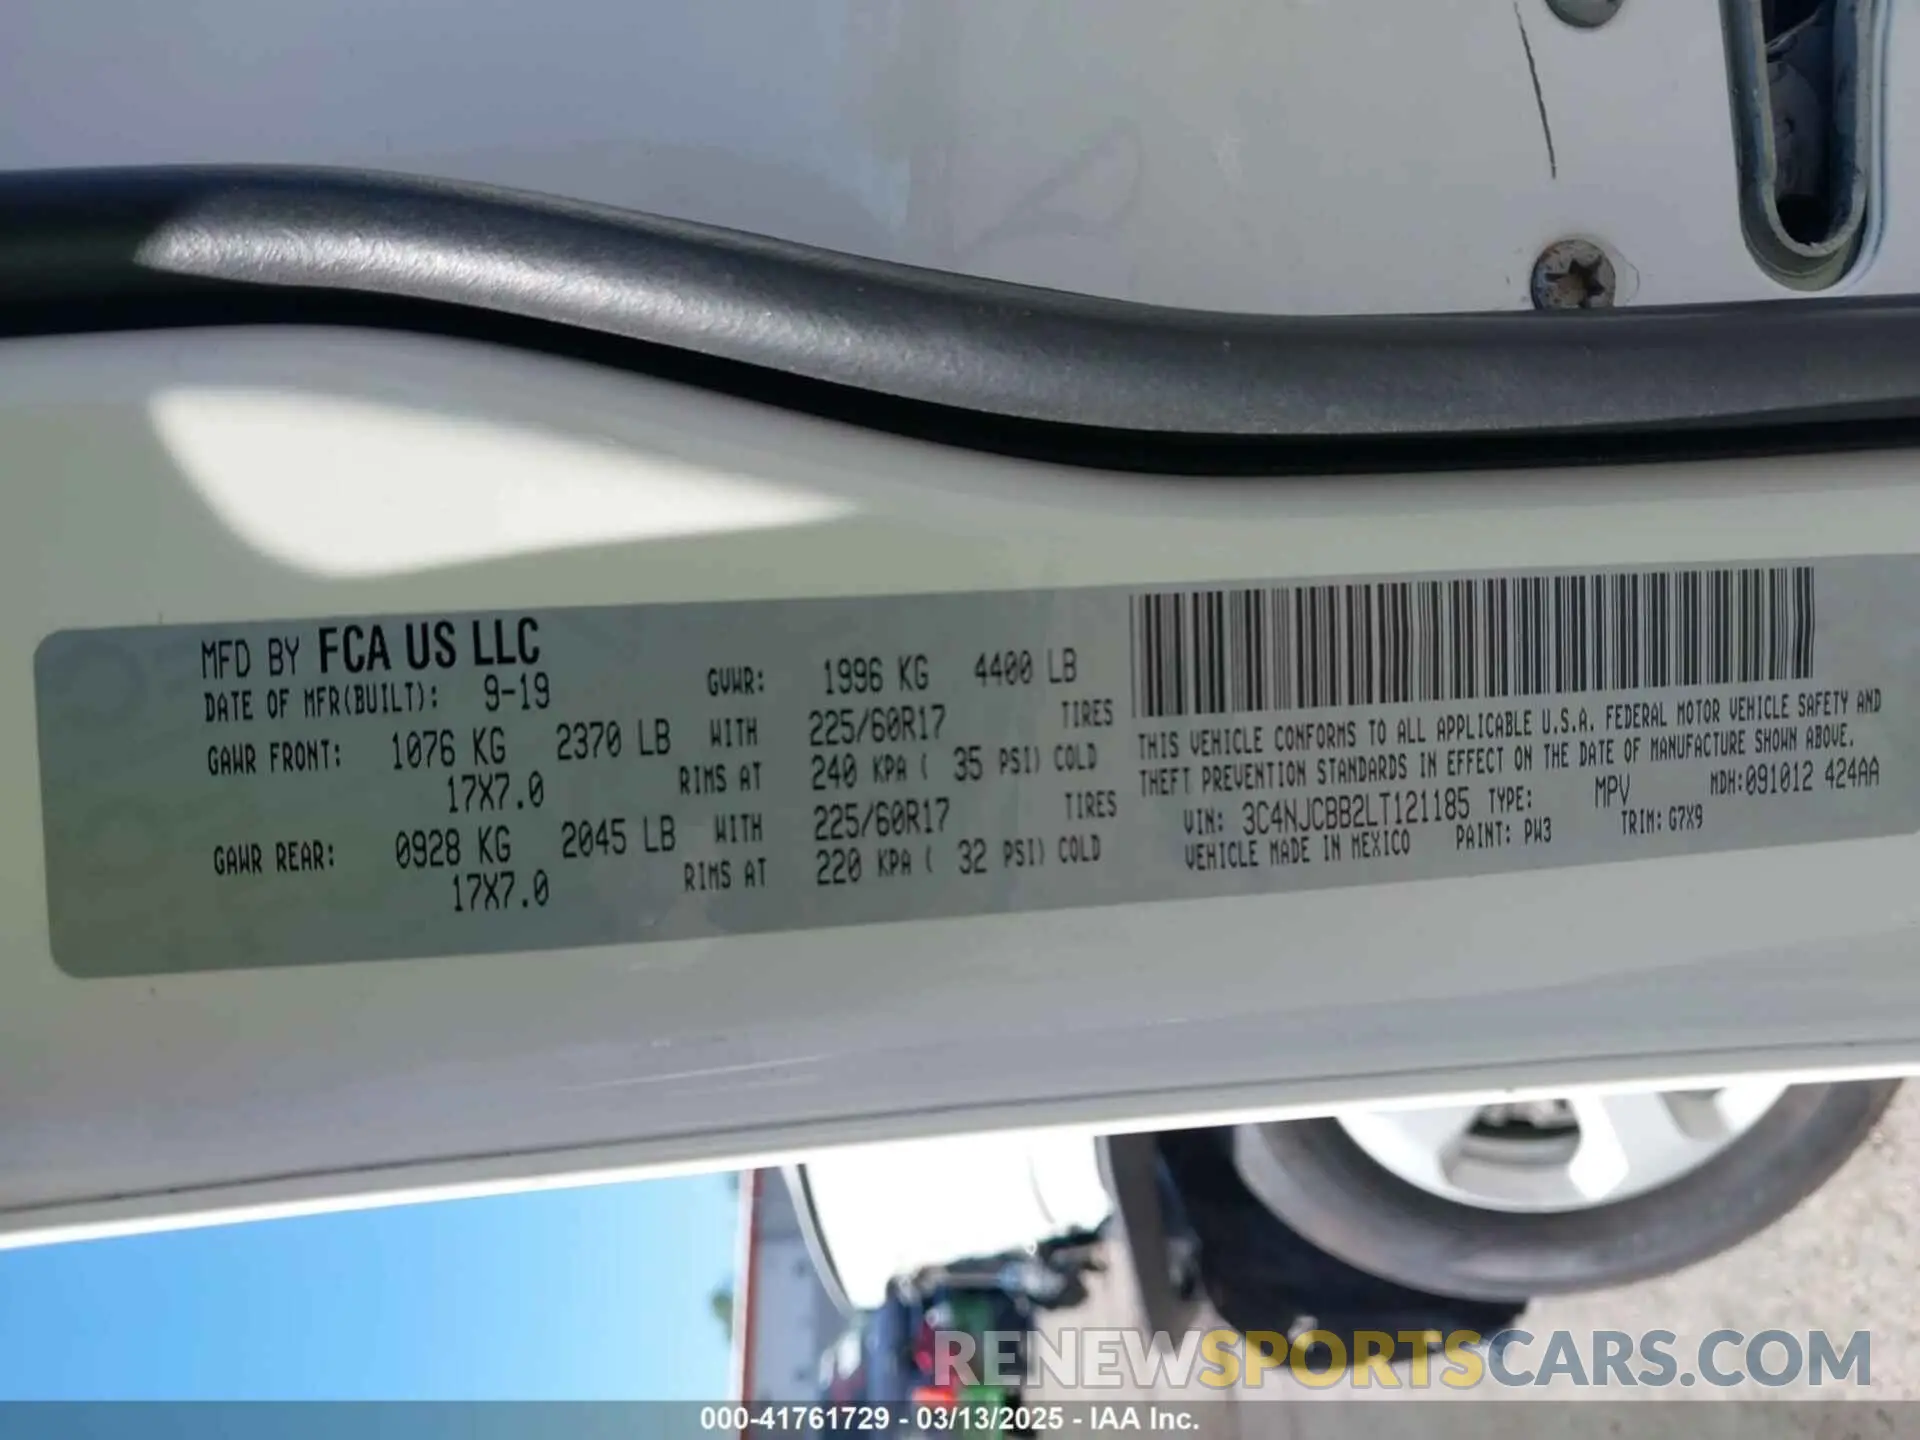 MFD BY FCA US LLC
DATE OF MFR(BUILT): 9-19 GVWR: 1996 KG 4400 LB
GAWR FRONT: 1076 KG 2370 LB WITH 225/60R17 TIRES
17X7.0 RIMS AT 240 KPA ( 35 PSI) COLD
GAWR REAR: 0928 KG 2045 LB WITH 225/60R17 TIRES
17X7.0 RIMS AT 220 KPA ( 32 PSI) COLD
THIS VEHICLE CONFORMS TO ALL APPLICABLE U.S.A. FEDERAL MOTOR VEHICLE SAFETY AND
THEFT PREVENTION STANDARDS IN EFFECT ON THE DATE OF MANUFACTURE SHOWN ABOVE.
VIN: 3C4NJCBB2LT121185 TYPE: MPV MDH:091012 424AA
VEHICLE MADE IN MEXICO PAINT: PW3 TRIM: G7X9
RENEWSPORTSCARS.COM
000-41761729 - 03/13/2025 - IAA Inc.